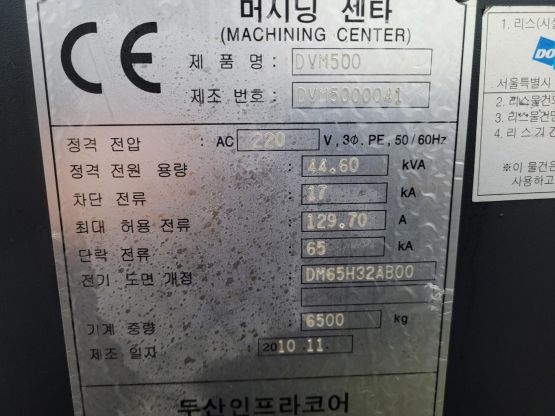 CE
머시닝 센타
(MACHINING CENTER)
제 품 명 : DVM500
제조 번호 : DVM5000041
정격 전압 : AC 220 V, 3Φ. PE, 50/60Hz
정격 전원 용량 : 44.60 kVA
차단 전류 : 17 kA
최대 허용 전류 : 129.70 A
단락 전류 : 65 kA
전기 도면 개정 : DM65H32AB00
기계 중량 : 6500 kg
제조 일자 : 2010.11.
두산인프라코어
1. 리스(시설
DO
서울특별시
2. 리스물건의
3. 리스물건
4. 리스기간
※이 물건은
사용하고